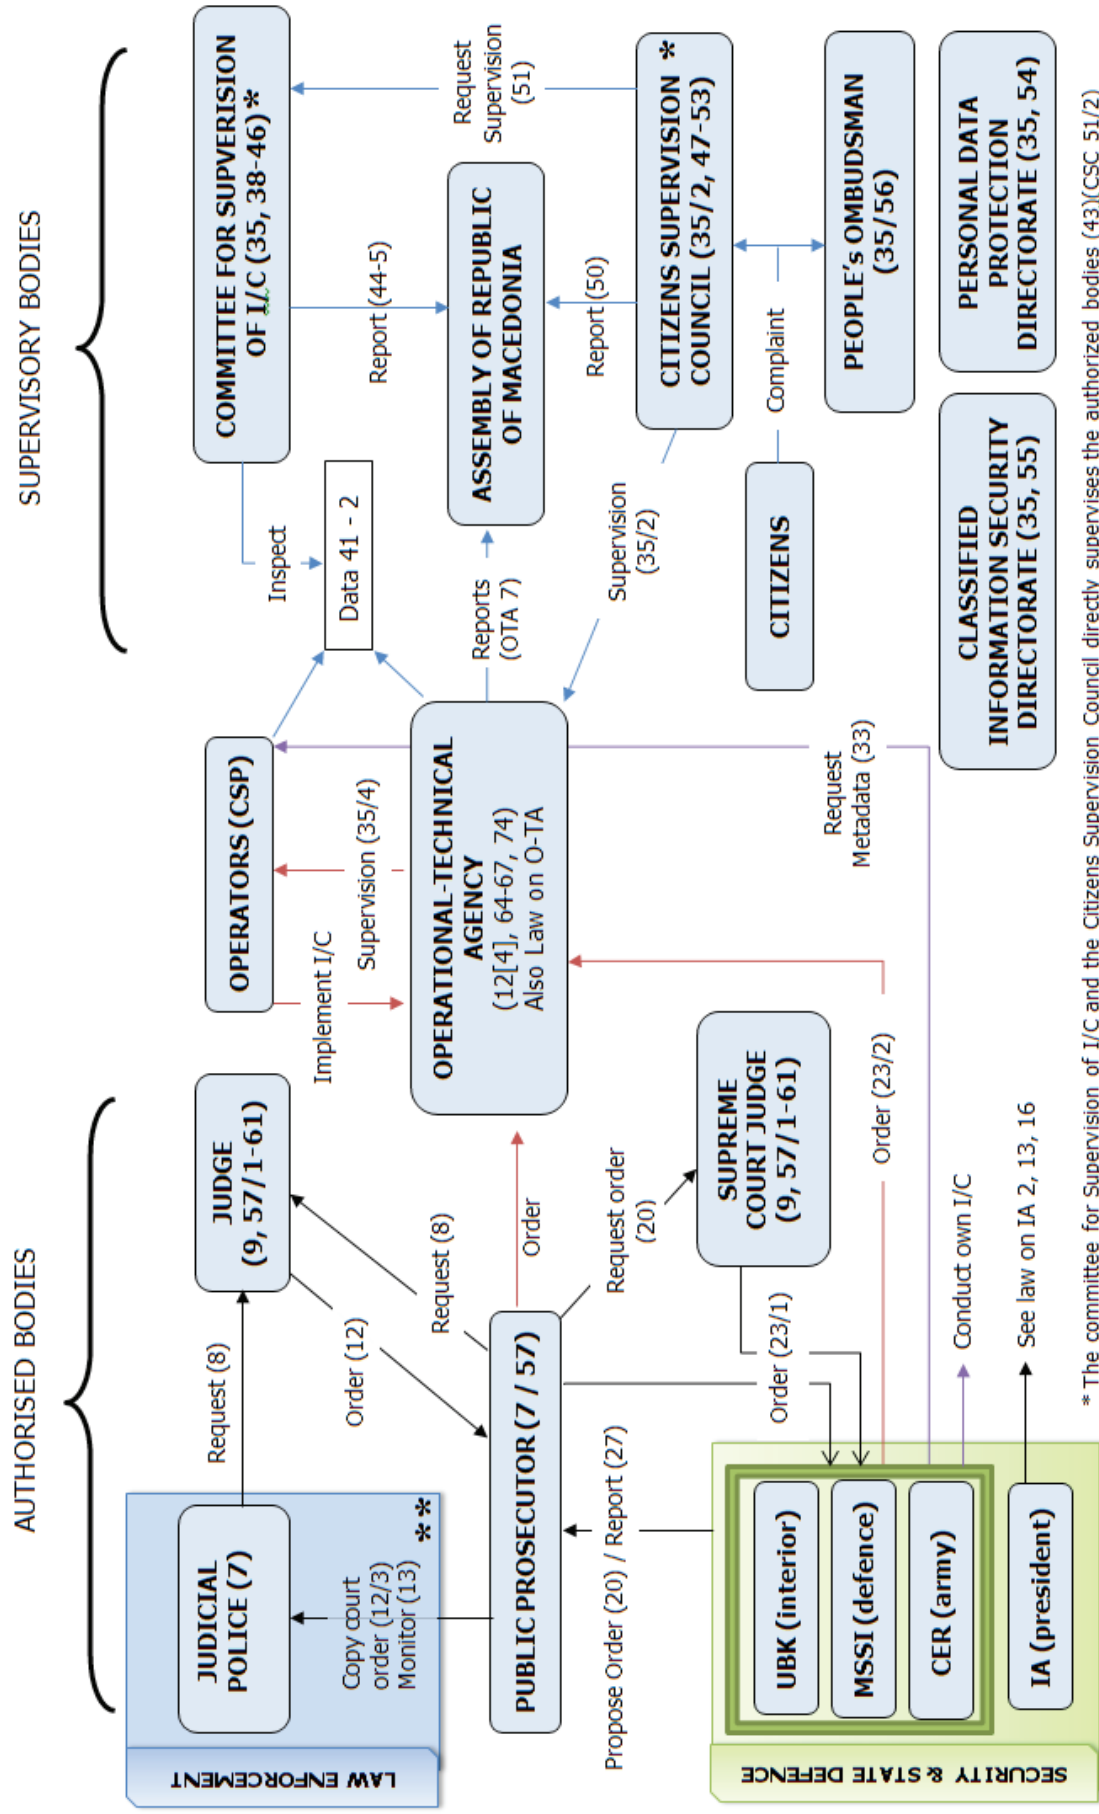 AUTHORISED BODIES
SUPERVISORY BODIES
LAW ENFORCEMENT
JUDICIAL
POLICE (7)
Copy court
order (12/3)
Monitor (13)
**
Request (8)
JUDGE
(9, 57/1-61)
Order (12)
Request (8)
PUBLIC PROSECUTOR (7 / 57)
Order
Request order
(20)
SUPREME
COURT JUDGE
(9, 57/1-61)
Propose Order (20) / Report (27)
Order (23/1)
Order (23/2)
SECURITY & STATE DEFENCE
UBK (interior)
MSSI (defence)
CER (army)
IA (president)
Conduct own I/C
See law on IA 2, 13, 16
OPERATORS (CSP)
Implement I/C
Supervision (35/4)
OPERATIONAL-TECHNICAL
AGENCY
(12[4], 64-67, 74)
Also Law on O-TA
Request
Metadata (33)
COMMITTEE FOR SUPVERISION
OF I/C (35, 38-46)*
Inspect
Data 41 - 2
Report (44-5)
Request
Supervision
(51)
Reports
(OTA 7)
ASSEMBLY OF REPUBLIC
OF MACEDONIA
Report (50)
Supervision
(35/2)
CITIZENS SUPERVISION *
COUNCIL (35/2, 47-53)
CITIZENS
Complaint
PEOPLE's OMBUDSMAN
(35/56)
CLASSIFIED
INFORMATION SECURITY
DIRECTORATE (35, 55)
PERSONAL DATA
PROTECTION
DIRECTORATE (35, 54)
* The committee for Supervision of I/C and the Citizens Supervision Council directly supervises the authorized bodies (43)(CSC 51/2)